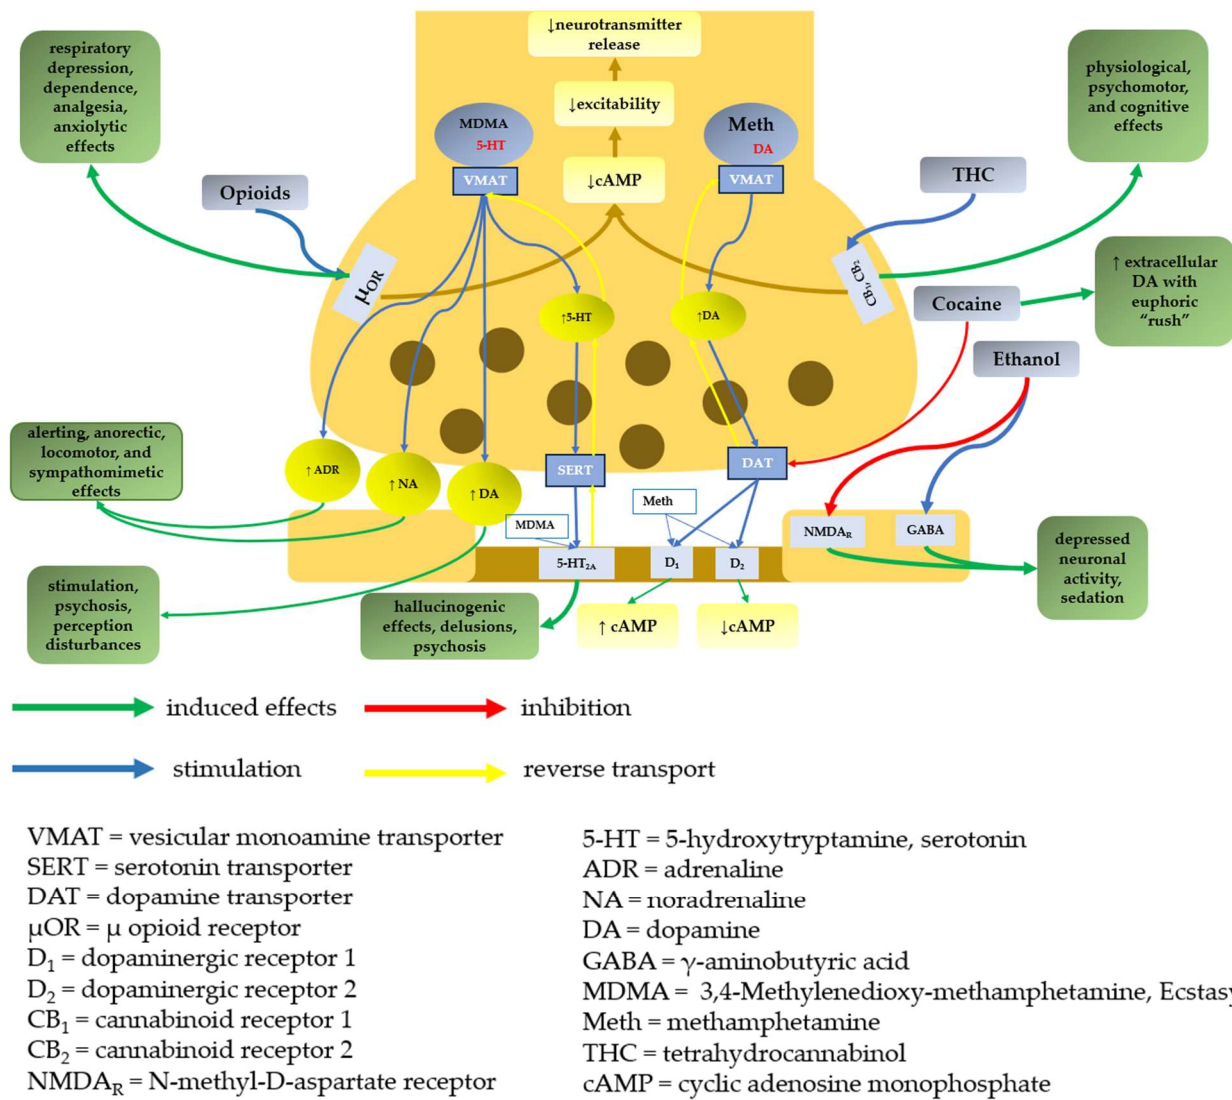 ↓neurotransmitter
release
respiratory
depression,
dependence,
analgesia,
anxiolytic
effects
physiological,
psychomotor,
and cognitive
effects
↓excitability
MDMA
5-HT
VMAT
Meth
DA
VMAT
↓cAMP
Opioids
THC
μOR
CB₁, CB₂
↑ extracellular
DA with
euphoric
“rush”
Cocaine
↑5-HT
↑DA
Ethanol
alerting, anorectic,
locomotor, and
sympathomimetic
effects
↑ ADR
↑ NA
↑ DA
SERT
DAT
MDMA
Meth
NMDA_R
GABA
5-HT₂A
D₁
D₂
depressed
neuronal
activity,
sedation
stimulation,
psychosis,
perception
disturbances
hallucinogenic
effects, delusions,
psychosis
↑ cAMP
↓cAMP
induced effects
inhibition
stimulation
reverse transport
VMAT = vesicular monoamine transporter
SERT = serotonin transporter
DAT = dopamine transporter
μOR = μ opioid receptor
D₁ = dopaminergic receptor 1
D₂ = dopaminergic receptor 2
CB₁ = cannabinoid receptor 1
CB₂ = cannabinoid receptor 2
NMDA_R = N-methyl-D-aspartate receptor
5-HT = 5-hydroxytryptamine, serotonin
ADR = adrenaline
NA = noradrenaline
DA = dopamine
GABA = γ-aminobutyric acid
MDMA = 3,4-Methylenedioxy-methamphetamine, Ecstasy
Meth = methamphetamine
THC = tetrahydrocannabinol
cAMP = cyclic adenosine monophosphate